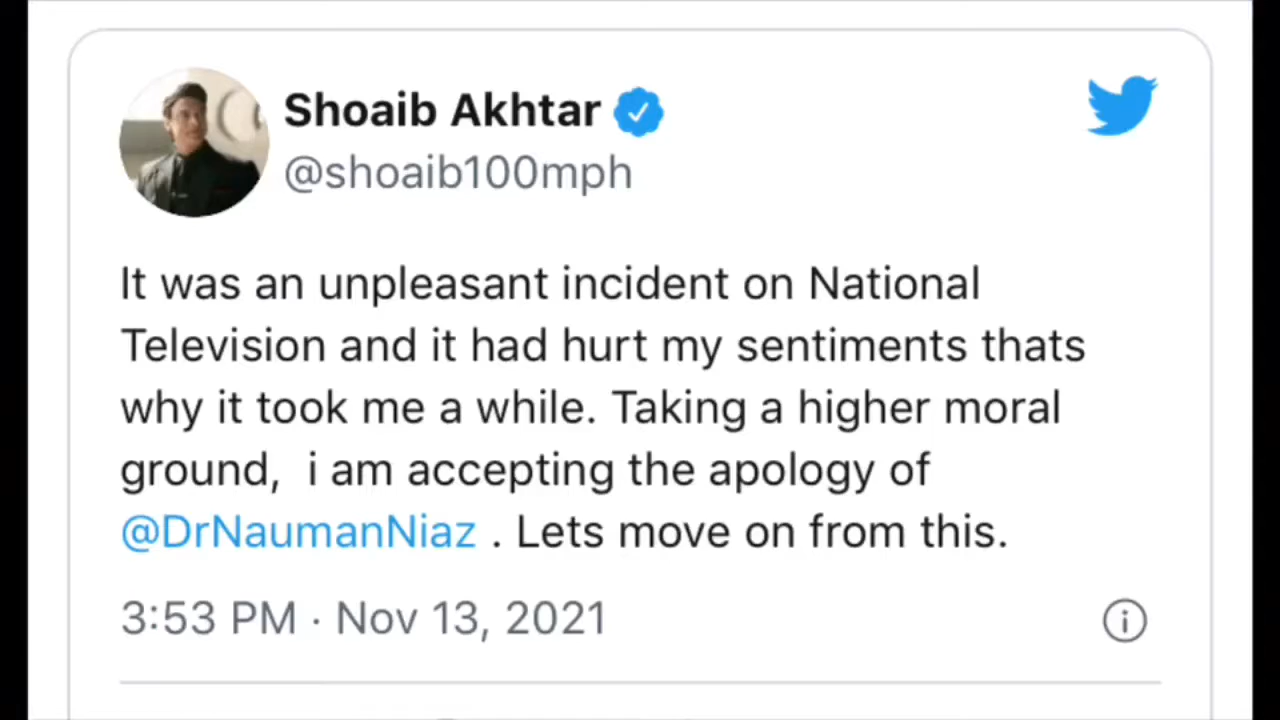 Shoaib Akhtar
@shoaib100mph
It was an unpleasant incident on National
Television and it had hurt my sentiments thats
why it took me a while. Taking a higher moral
ground,  i am accepting the apology of
@DrNaumanNiaz . Lets move on from this.
3:53 PM · Nov 13, 2021